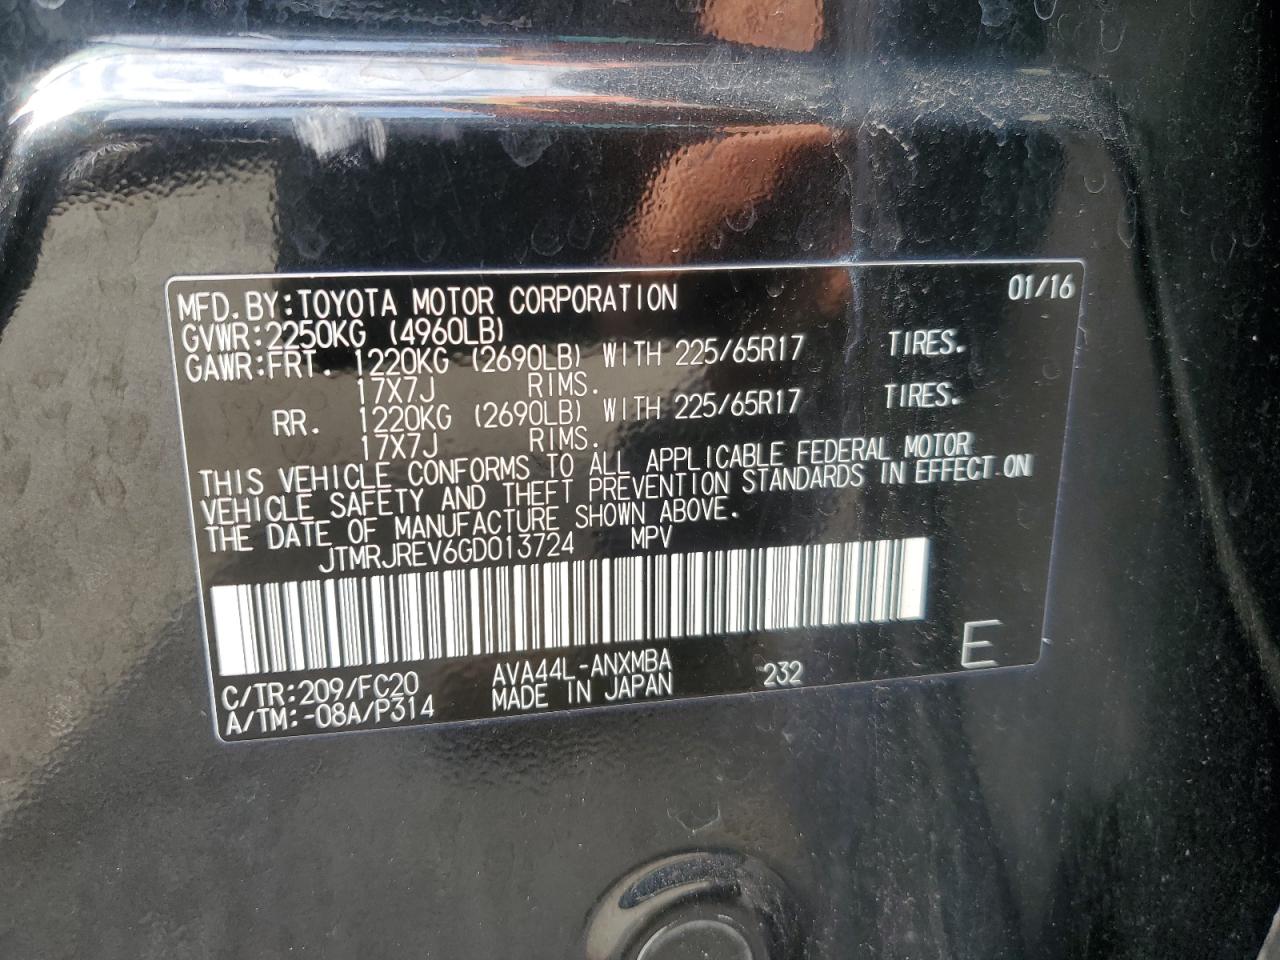 MFD.BY:TOYOTA MOTOR CORPORATION 01/16
GVWR:2250KG (4960LB)
GAWR:FRT. 1220KG (2690LB) WITH 225/65R17 TIRES.
17X7J RIMS.
RR. 1220KG (2690LB) WITH 225/65R17 TIRES.
17X7J RIMS.
THIS VEHICLE CONFORMS TO ALL APPLICABLE FEDERAL MOTOR
VEHICLE SAFETY AND THEFT PREVENTION STANDARDS IN EFFECT ON
THE DATE OF MANUFACTURE SHOWN ABOVE.
JTMRJREV6GD013724 MPV
C/TR:209/FC20 AVA44L-ANXMBA 232 E
A/TM:-08A/P314 MADE IN JAPAN